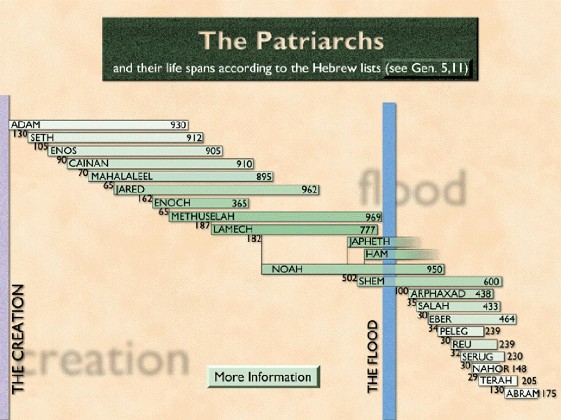 The Patriarchs
and their life spans according to the Hebrew lists (see Gen. 5,11)
ADAM 930
130 SETH 912
105 ENOS 905
90 CAINAN 910
70 MAHALALEEL 895
65 JARED 962
162 ENOCH 365
65 METHUSELAH 969
187 LAMECH 777
182 JAPHETH
HAM
NOAH 950
502 SHEM 600
100 ARPHAXAD 438
35 SALAH 433
30 EBER 464
34 PELEG 239
30 REU 239
32 SERUG 230
30 NAHOR 148
29 TERAH 205
130 ABRAM 175
flood
creation
THE CREATION
THE FLOOD
More Information